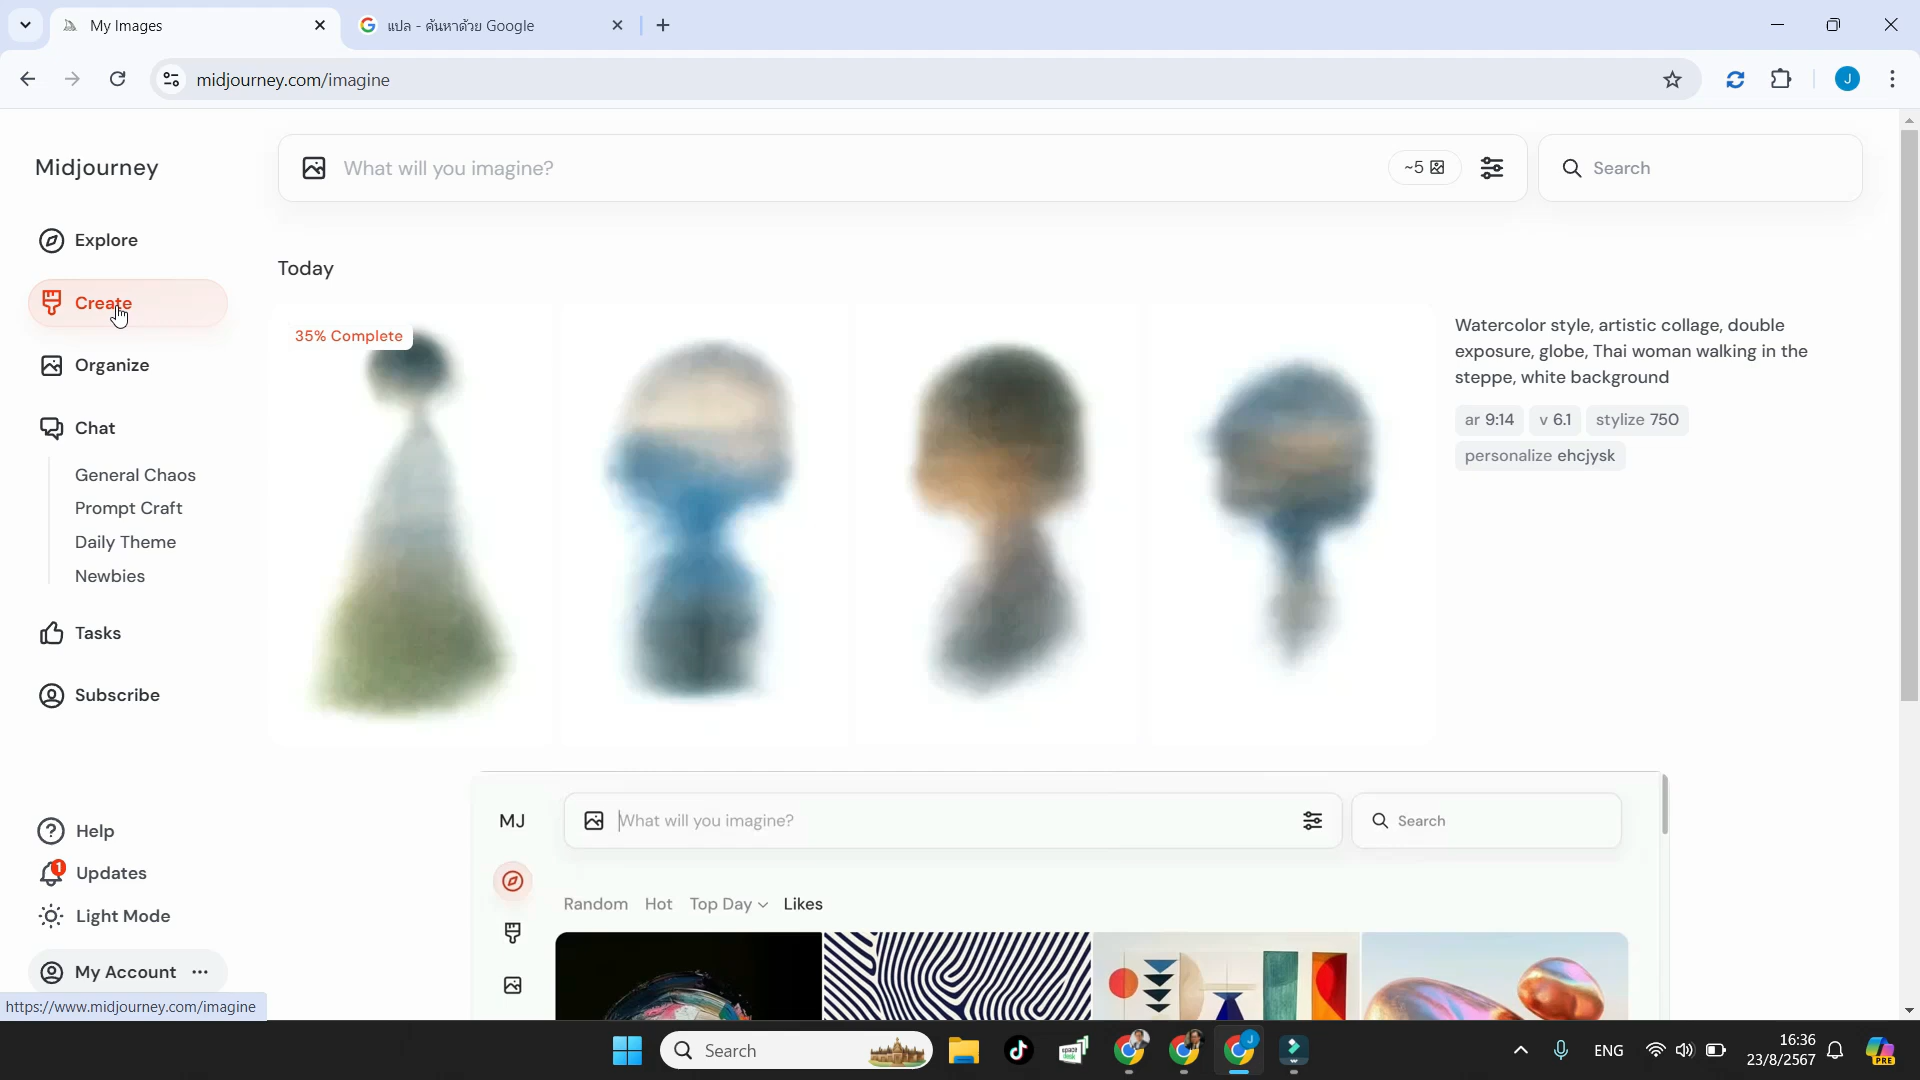 My Images
แปล - ค้นหาด้วย Google
midjourney.com/imagine
J
Midjourney
What will you imagine?
~5
Search
Explore
Create
Organize
Chat
General Chaos
Prompt Craft
Daily Theme
Newbies
Tasks
Subscribe
Help
1
Updates
Light Mode
My Account
https://www.midjourney.com/imagine
Today
35% Complete
Watercolor style, artistic collage, double
exposure, globe, Thai woman walking in the
steppe, white background
ar 9:14 v 6.1 stylize 750
personalize ehcjysk
MJ
What will you imagine?
Search
Random Hot Top Day Likes
Search
space
desk
J
ENG
16:36
23/8/2567
PRE